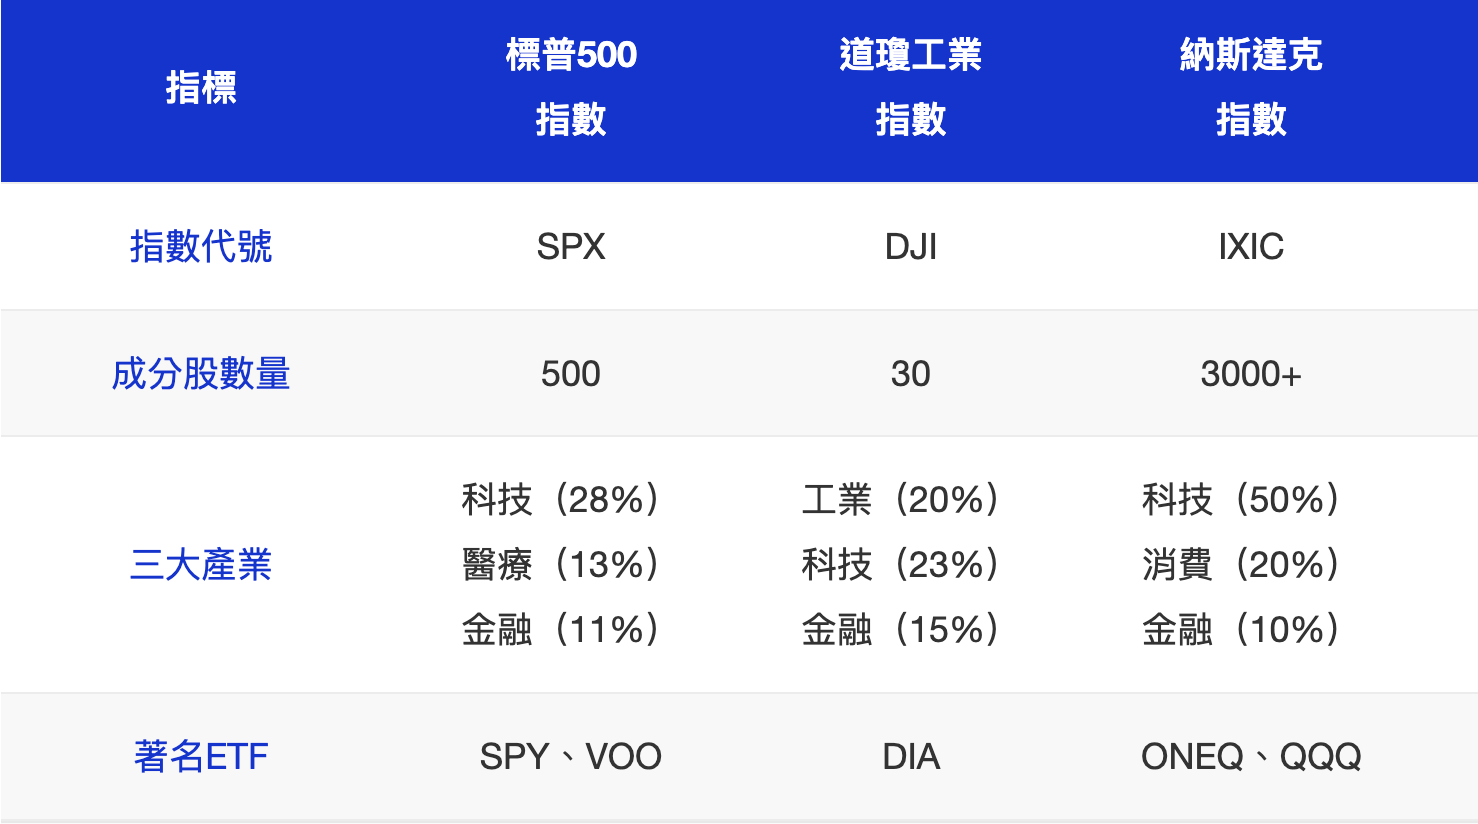 指標
標普500
指數
道瓊工業
指數
納斯達克
指數
指數代號
SPX
DJI
IXIC
成分股數量
500
30
3000+
三大產業
科技（28%）
醫療（13%）
金融（11%）
工業（20%）
科技（23%）
金融（15%）
科技（50%）
消費（20%）
金融（10%）
著名ETF
SPY、VOO
DIA
ONEQ、QQQ